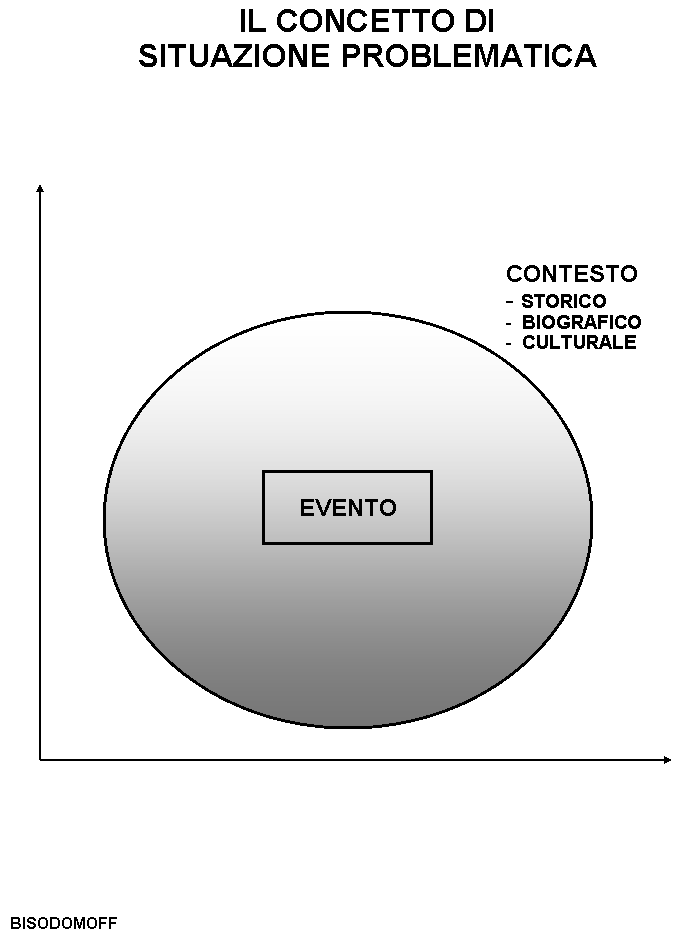 IL CONCETTO DI
SITUAZIONE PROBLEMATICA
CONTESTO
- STORICO
- BIOGRAFICO
- CULTURALE
EVENTO
BISODOMOFF